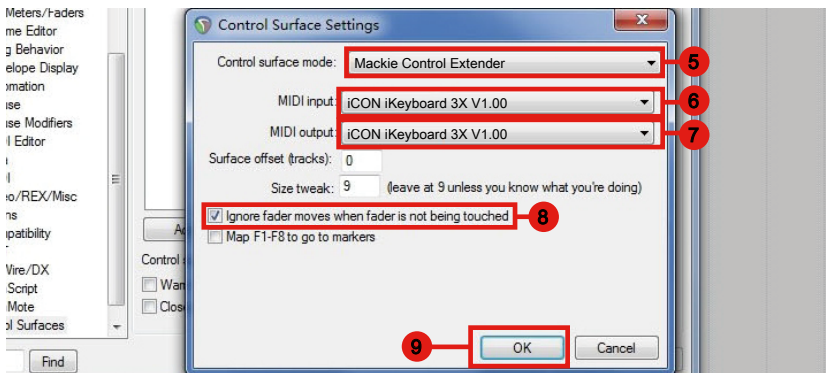 Meters/Faders
Control Surface Settings
me Editor
g Behavior
elope Display
omation
Control surface mode: Mackie Control Extender
5
MIDI input: iCON iKeyboard 3X V1.00
6
use Modifiers
MIDI output: iCON iKeyboard 3X V1.00
7
I Editor
Surface offset (tracks): 0
Size tweak: 9 (leave at 9 unless you know what you're doing)
eo/REX/Misc
Ignore fader moves when fader is not being touched
8
patibility
Map F1-F8 to go to markers
Control
Wire/DX
Script
Clos
Mote
ol Surfaces
9
OK
Cancel
Find